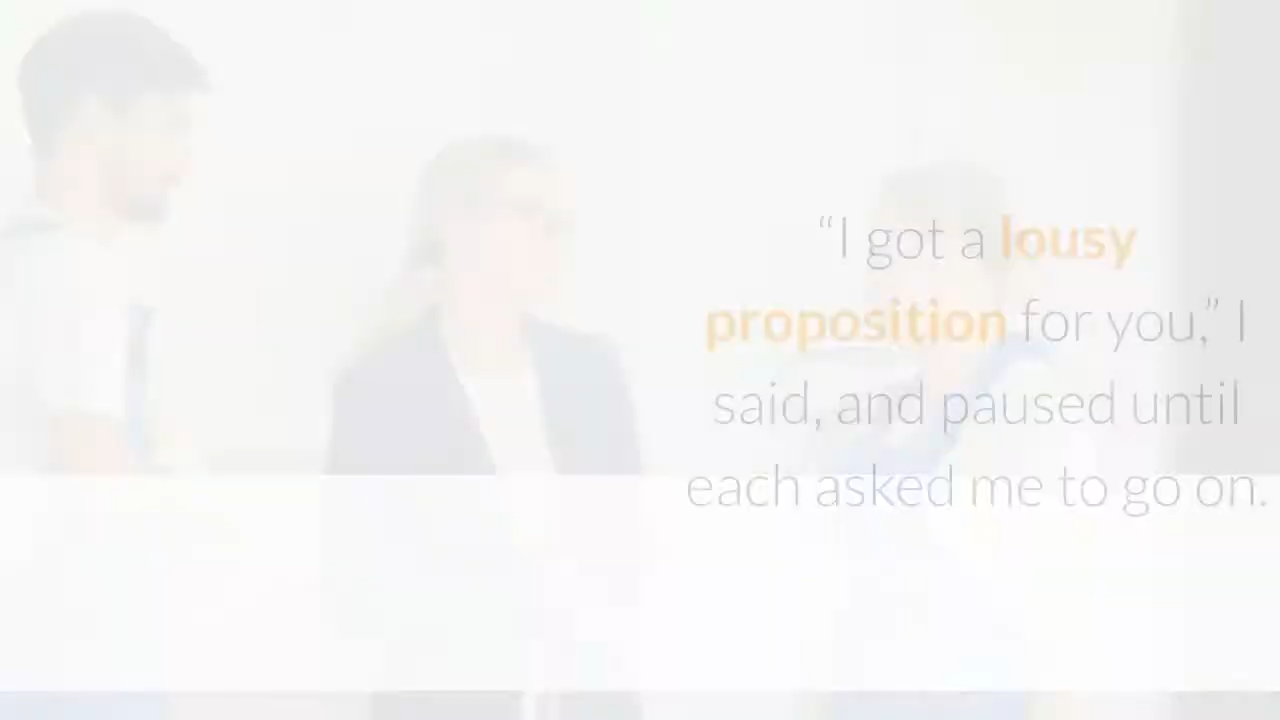 “I got a lousy
proposition for you,” I
said, and paused until
each asked me to go on.